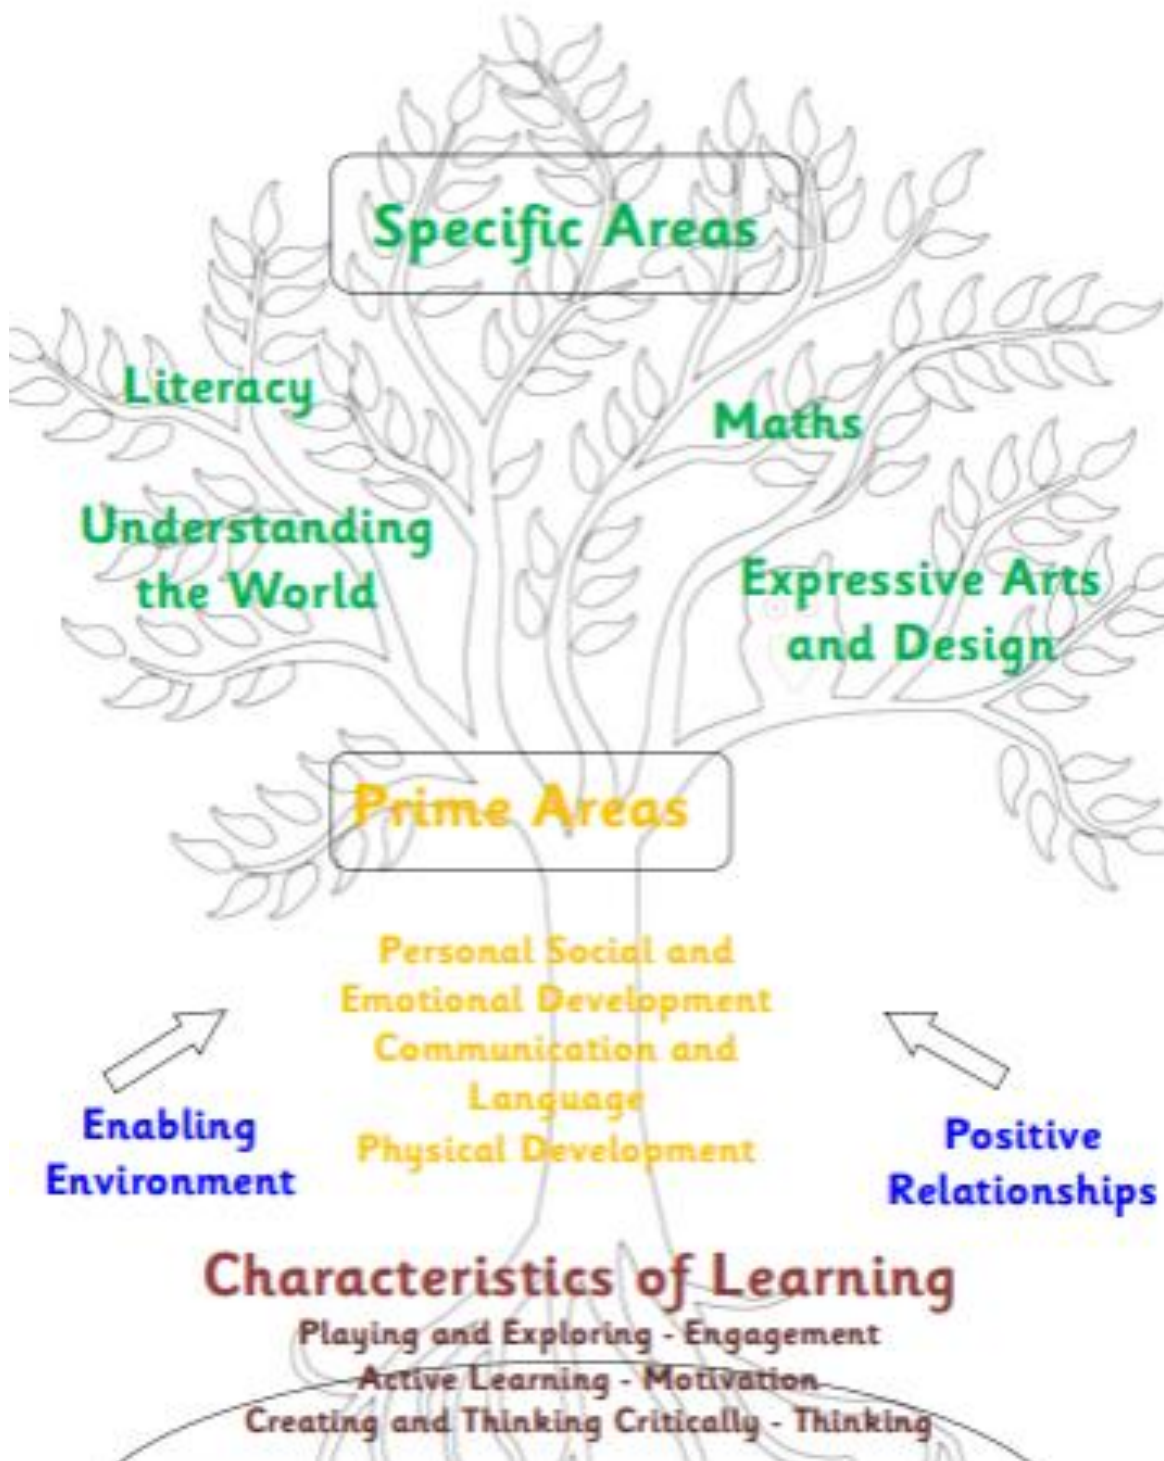 Specific Areas
Literacy
Maths
Understanding
the World
Expressive Arts
and Design
Prime Areas
Personal Social and
Emotional Development
Communication and
Language
Physical Development
Enabling
Environment
Positive
Relationships
Characteristics of Learning
Playing and Exploring - Engagement
Active Learning - Motivation
Creating and Thinking Critically - Thinking